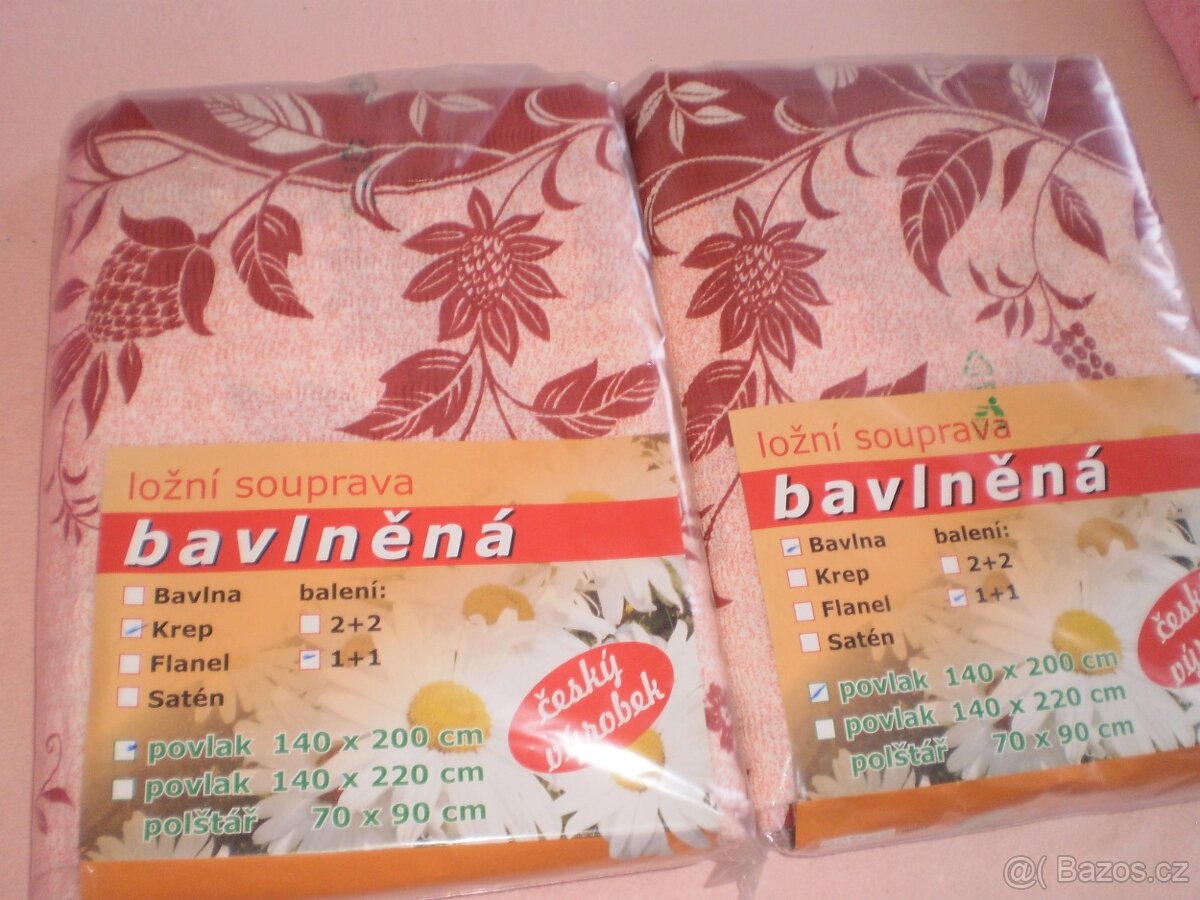 ložní souprava
bavlněná
Bavlna
Krep
Flanel
Satén
balení:
2+2
1+1
český
výrobek
povlak 140 x 200 cm
povlak 140 x 220 cm
polštář 70 x 90 cm
ložní souprava
bavlněná
Bavlna
Krep
Flanel
Satén
balení:
2+2
1+1
povlak 140 x 200 cm
povlak 140 x 220 cm
polštář 70 x 90 cm
@( Bazos.cz